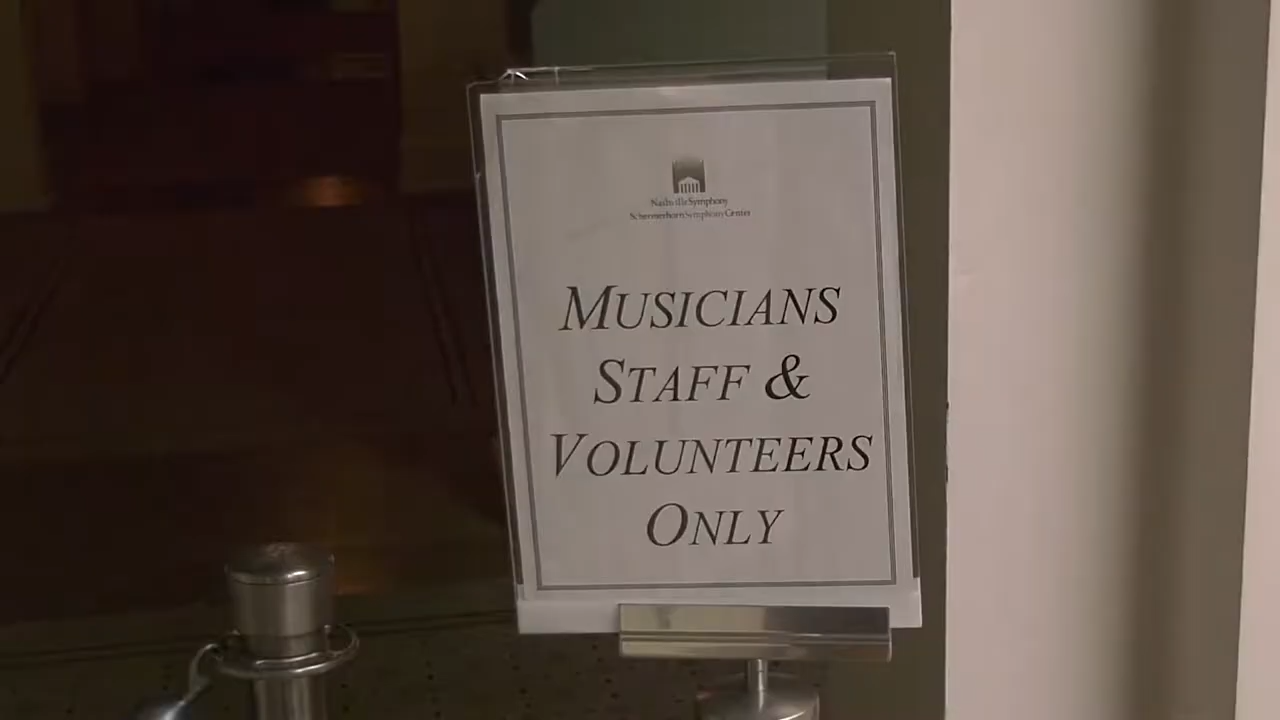 Nashville Symphony
Schermerhorn Symphony Center
MUSICIANS
STAFF &
VOLUNTEERS
ONLY